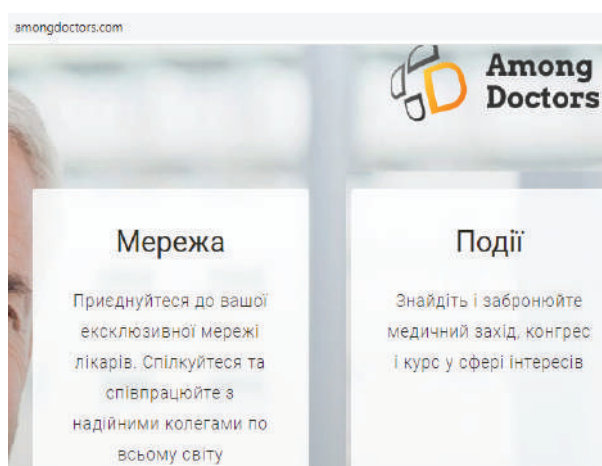 amongdoctors.com
Among
Doctors
Мережа
Приєднуйтеся до вашої
ексклюзивної мережі
лікарів. Спілкуйтеся та
співпрацюйте з
надійними колегами по
всьому світу
Події
Знайдіть і забронюйте
медичний захід, конгрес
і курс у сфері інтересів